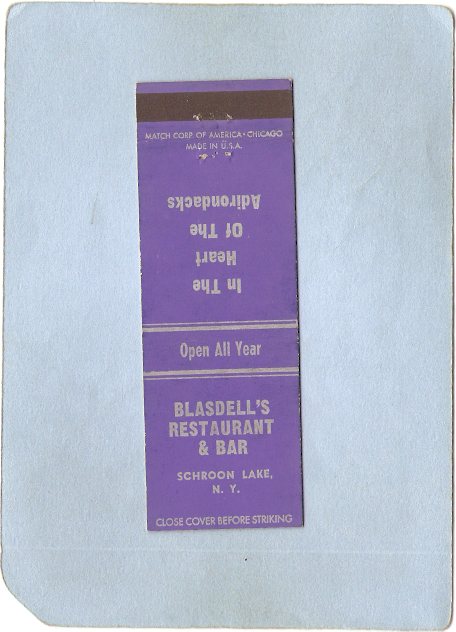 MATCH CORP. OF AMERICA • CHICAGO
MADE IN U.S.A.
In The
Heart
Of The
Adirondacks
Open All Year
BLASDELL'S
RESTAURANT
& BAR
SCHROON LAKE,
N. Y.
CLOSE COVER BEFORE STRIKING